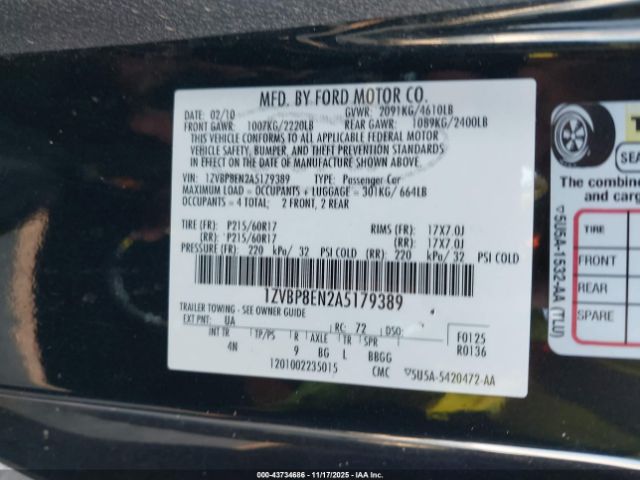 MFD. BY FORD MOTOR CO.
DATE: 02/10 GVWR: 2091KG/4610LB
FRONT GAWR: 1007KG/2220LB REAR GAWR: 1089KG/2400LB
THIS VEHICLE CONFORMS TO ALL APPLICABLE FEDERAL MOTOR
VEHICLE SAFETY, BUMPER, AND THEFT PREVENTION STANDARDS
IN EFFECT ON THE DATE OF MANUFACTURE SHOWN ABOVE.
VIN: 1ZVBP8EN2A5179389 TYPE: Passenger Car
MAXIMUM LOAD = OCCUPANTS + LUGGAGE = 301KG/ 664LB
OCCUPANTS = 4 TOTAL; 2 FRONT, 2 REAR
TIRE (FR): P215/60R17 RIMS (FR): 17X7.0J
(RR): P215/60R17 (RR): 17X7.0J
PRESSURE (FR): 220 kPa/ 32 PSI COLD (RR): 220 kPa/ 32 PSI COLD
1ZVBP8EN2A5179389
TRAILER TOWING - SEE OWNER GUIDE
EXT PNT: UA RC: 72 DSO: F0125
INT TR TP/PS R AXLE TR SPR R0136
4N 9 BG L BBGG
1201002235015 CMC 5U5A-5420472-AA
SEA
The combine
and carg
TIRE
FRONT
REAR
SPARE
5U5A-1532-AA (TLU)
00-43734686 - 11/17/2025 - IAA Inc.